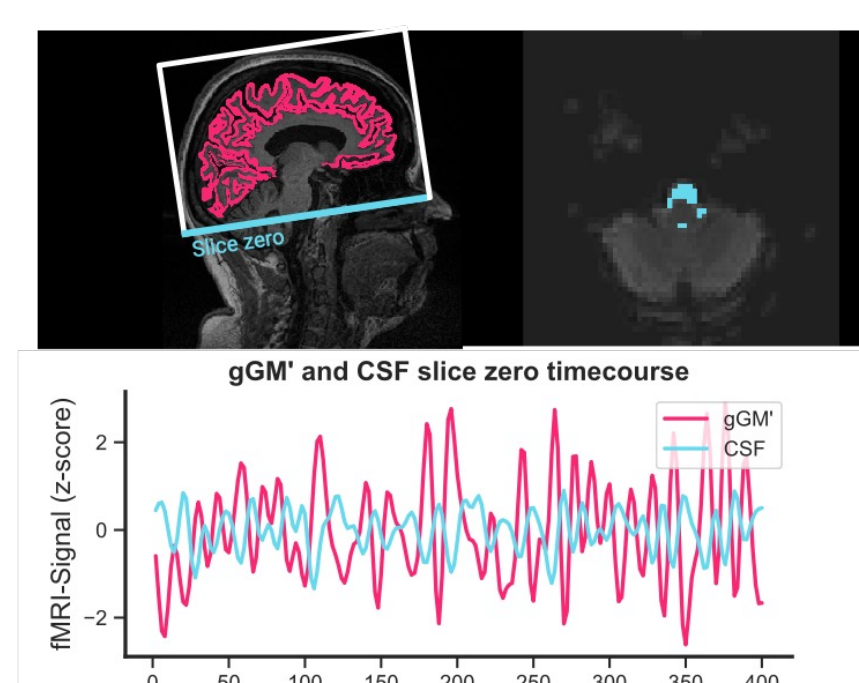 Slice zero
gGM' and CSF slice zero timecourse
gGM'
CSF
fMRI-Signal (z-score)
2
0
−2
0 50 100 150 200 250 300 350 400